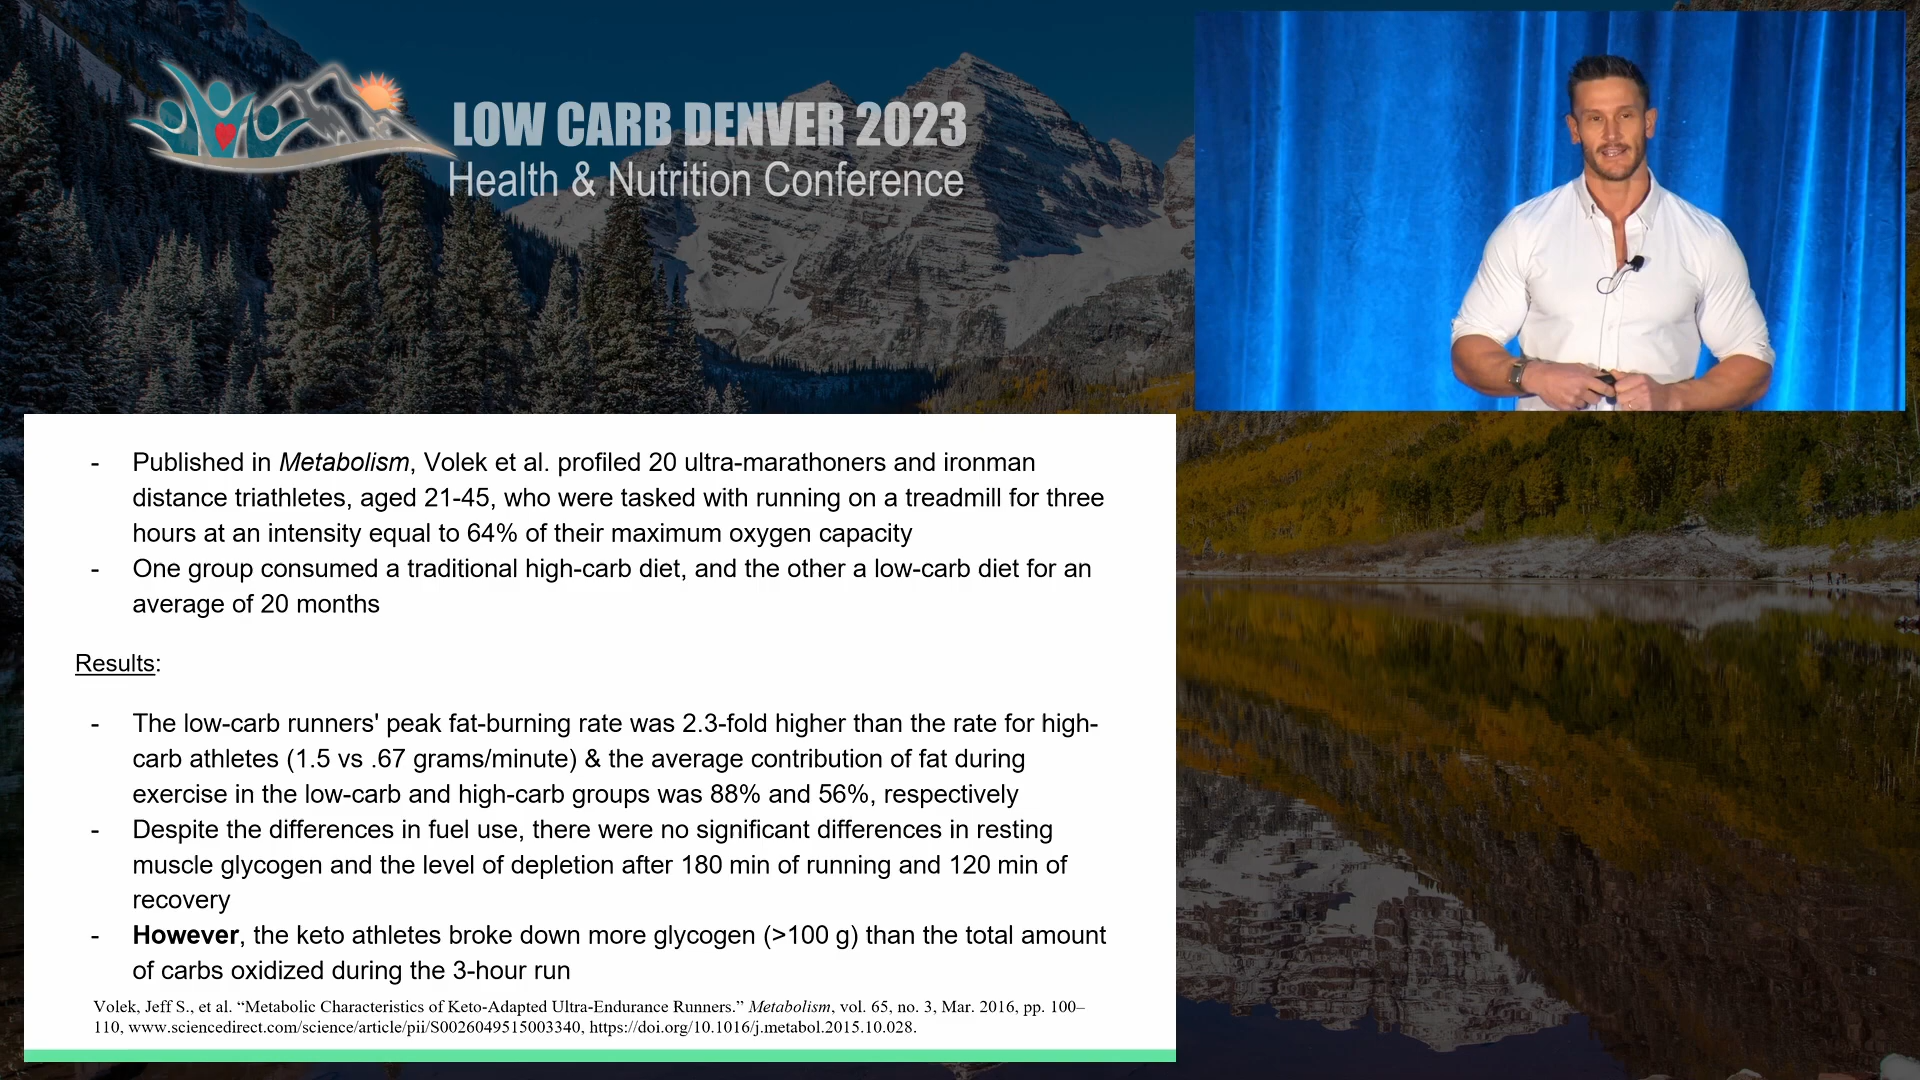 LOW CARB DENVER 2023
Health & Nutrition Conference
- Published in Metabolism, Volek et al. profiled 20 ultra-marathoners and ironman
distance triathletes, aged 21-45, who were tasked with running on a treadmill for three
hours at an intensity equal to 64% of their maximum oxygen capacity
- One group consumed a traditional high-carb diet, and the other a low-carb diet for an
average of 20 months
Results:
- The low-carb runners' peak fat-burning rate was 2.3-fold higher than the rate for high-
carb athletes (1.5 vs .67 grams/minute) & the average contribution of fat during
exercise in the low-carb and high-carb groups was 88% and 56%, respectively
- Despite the differences in fuel use, there were no significant differences in resting
muscle glycogen and the level of depletion after 180 min of running and 120 min of
recovery
- However, the keto athletes broke down more glycogen (>100 g) than the total amount
of carbs oxidized during the 3-hour run
Volek, Jeff S., et al. “Metabolic Characteristics of Keto-Adapted Ultra-Endurance Runners.” Metabolism, vol. 65, no. 3, Mar. 2016, pp. 100–
110, www.sciencedirect.com/science/article/pii/S0026049515003340, https://doi.org/10.1016/j.metabol.2015.10.028.